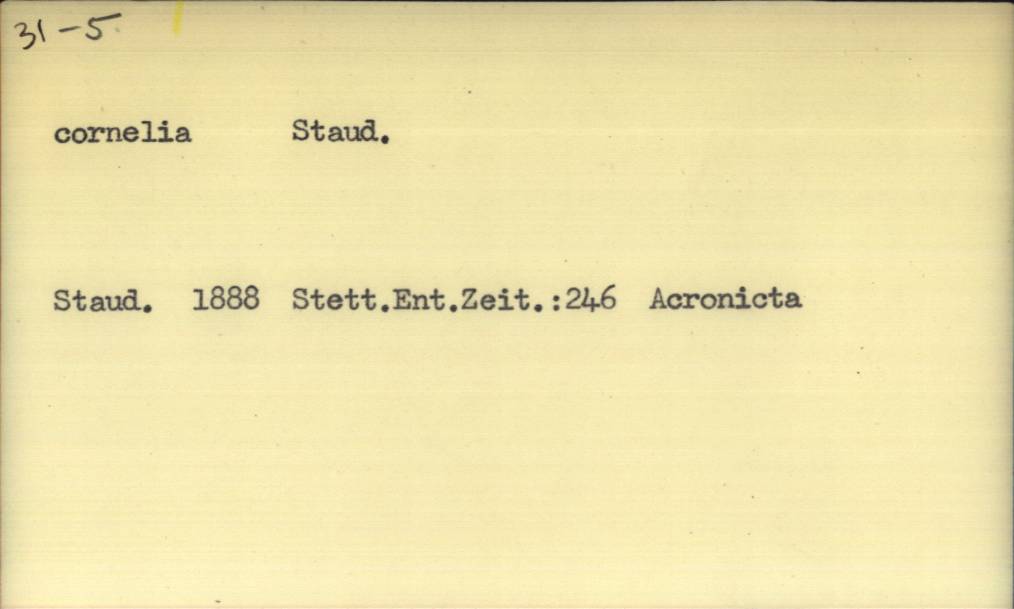 31-5
cornelia Staud.
Staud. 1888 Stett.Ent.Zeit.:246 Acronicta